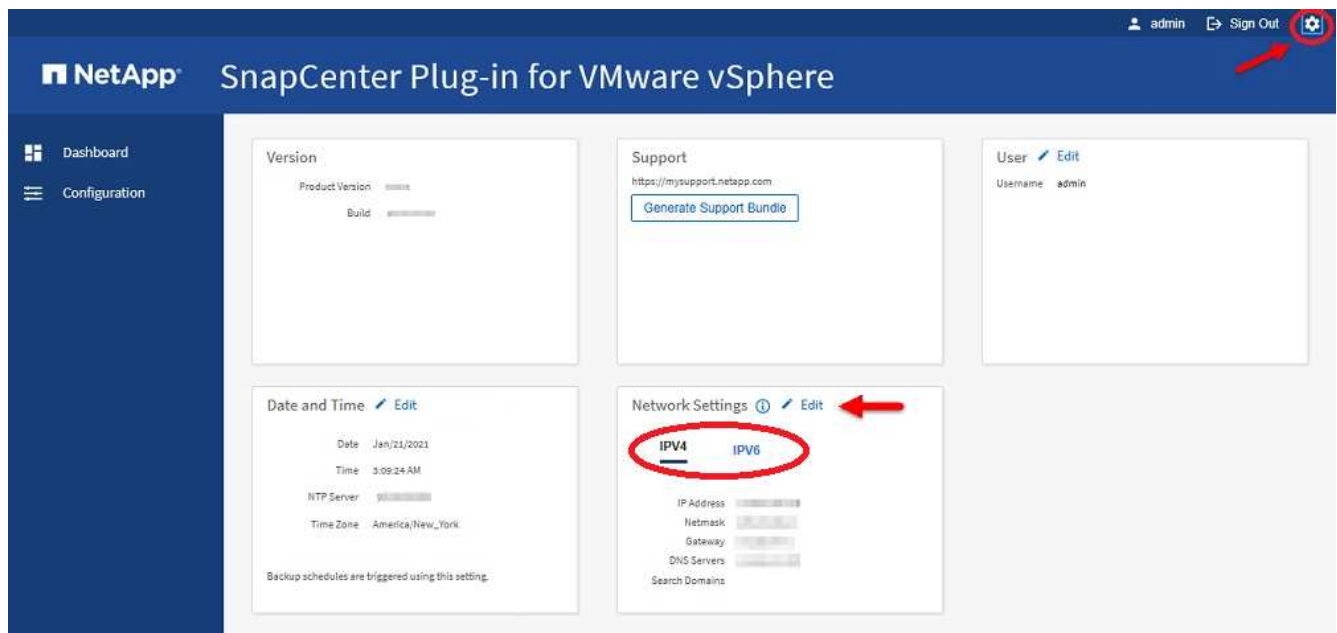 admin Sign Out
NetApp SnapCenter Plug-in for VMware vSphere
Dashboard
Configuration
Version
Product Version
Build
Support
https://mysupport.netapp.com
Generate Support Bundle
User Edit
Username admin
Date and Time Edit
Date Jan/21/2021
Time 3:09:24 AM
NTP Server
Time Zone America/New_York
Backup schedules are triggered using this setting.
Network Settings Edit
IPV4 IPV6
IP Address
Netmask
Gateway
DNS Servers
Search Domains